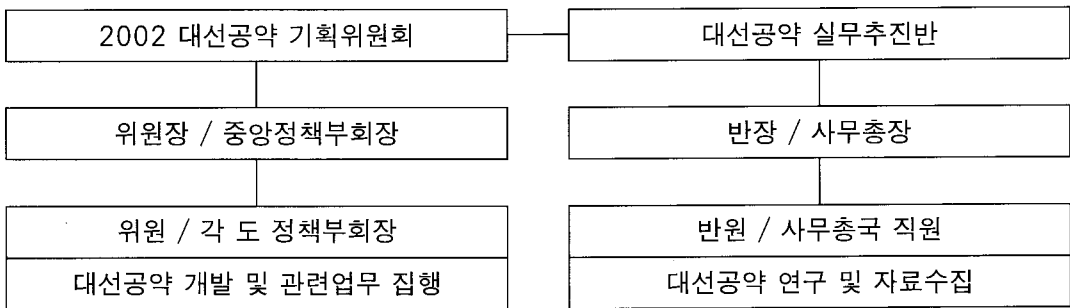 2002 대선공약 기획위원회
대선공약 실무추진반
위원장 / 중앙정책부회장
반장 / 사무총장
위원 / 각 도 정책부회장
반원 / 사무총국 직원
대선공약 개발 및 관련업무 집행
대선공약 연구 및 자료수집